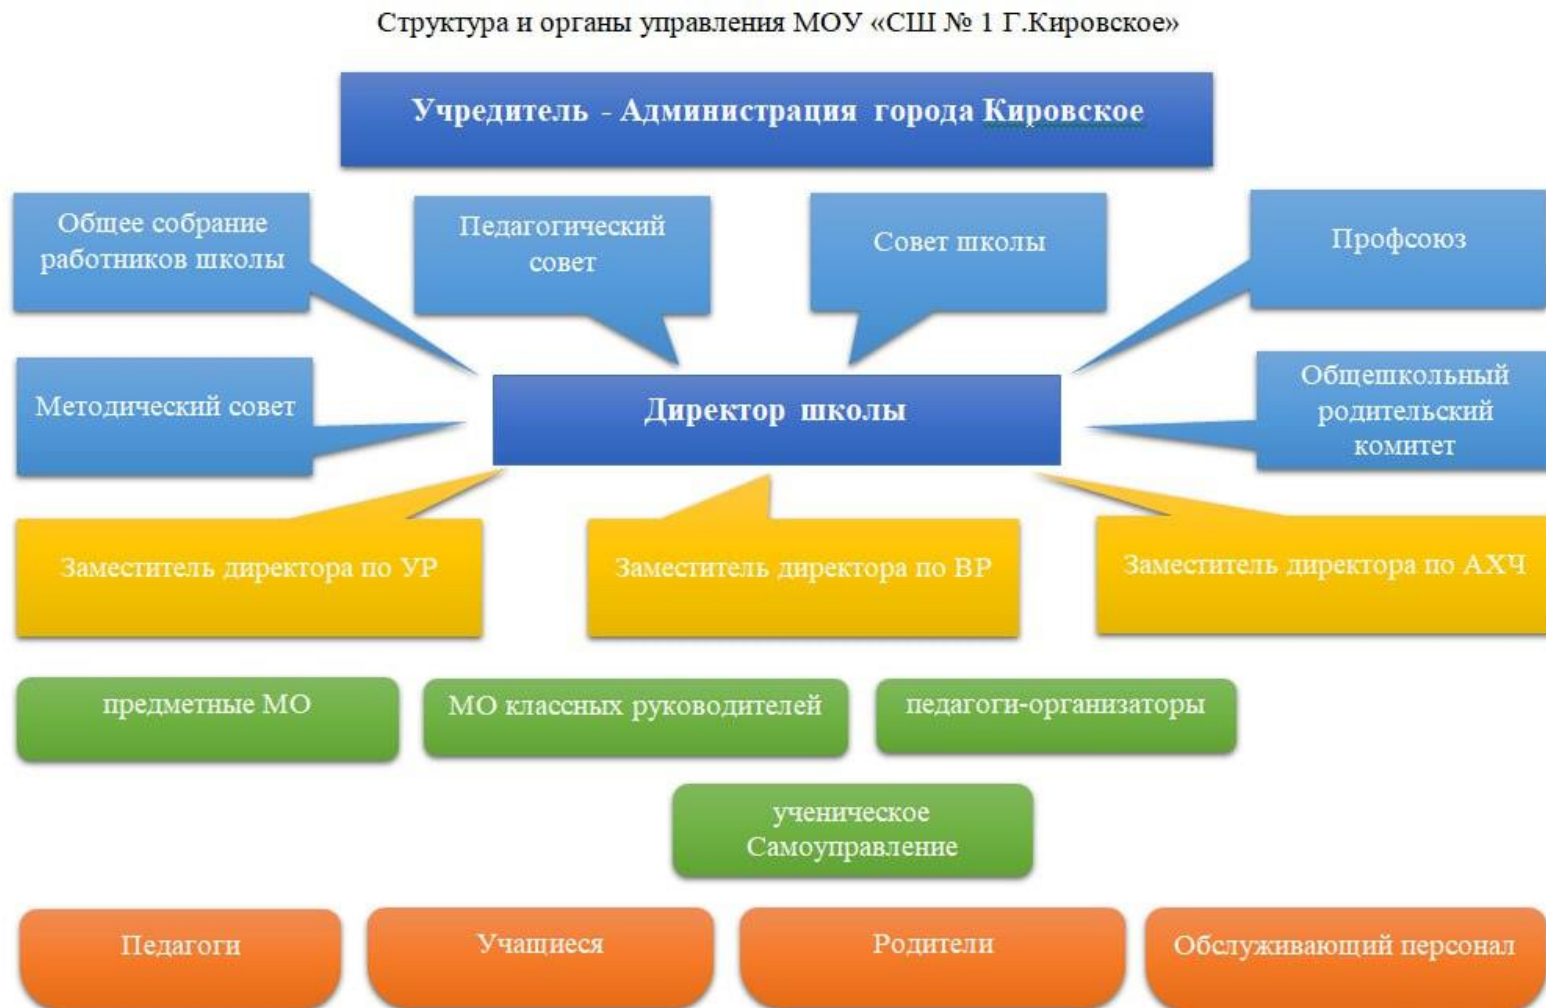 Структура и органы управления МОУ «СШ № 1 Г.Кировское»
Учредитель - Администрация города Кировское
Общее собрание
работников школы
Педагогический
совет
Совет школы
Профсоюз
Методический совет
Директор школы
Общешкольный
родительский
комитет
Заместитель директора по УР
Заместитель директора по ВР
Заместитель директора по АХЧ
предметные МО
МО классных руководителей
педагоги-организаторы
ученическое
Самоуправление
Педагоги
Учащиеся
Родители
Обслуживающий персонал